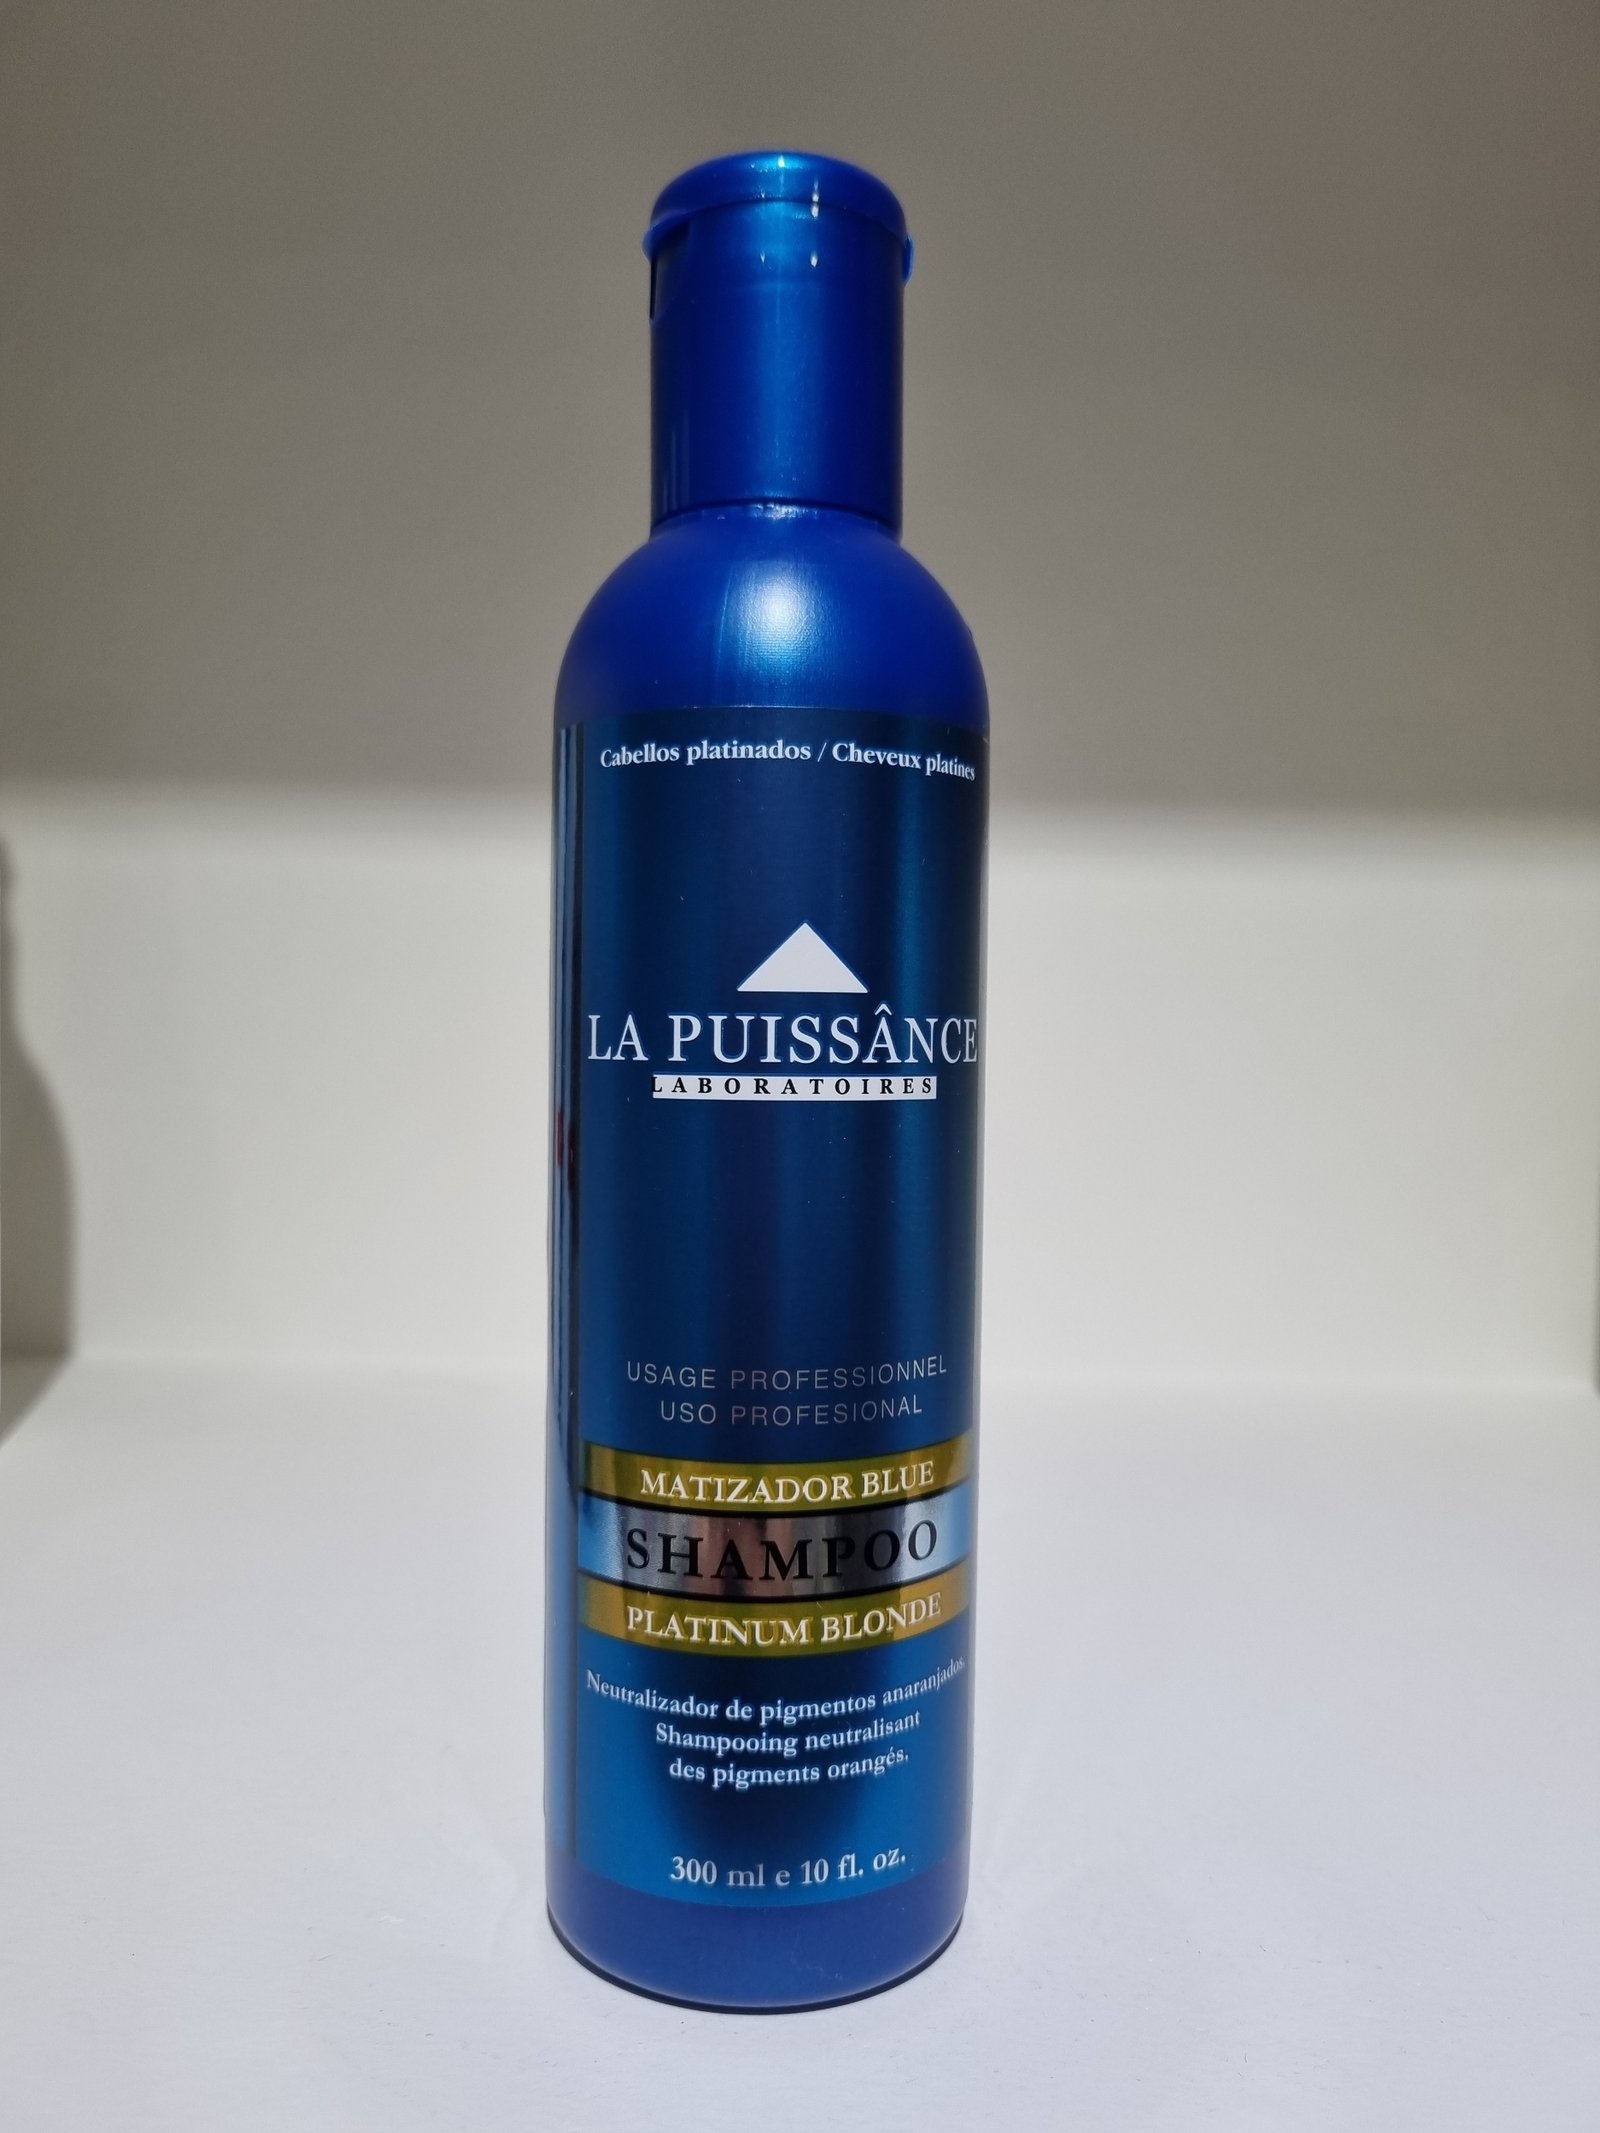 Cabellos platinados / Cheveux platines
LA PUISSÂNCE
LABORATOIRES
USAGE PROFESSIONNEL
USO PROFESIONAL
MATIZADOR BLUE
SHAMPOO
PLATINUM BLONDE
Neutralizador de pigmentos anaranjados.
Shampooing neutralisant
des pigments orangés.
300 ml e 10 fl. oz.